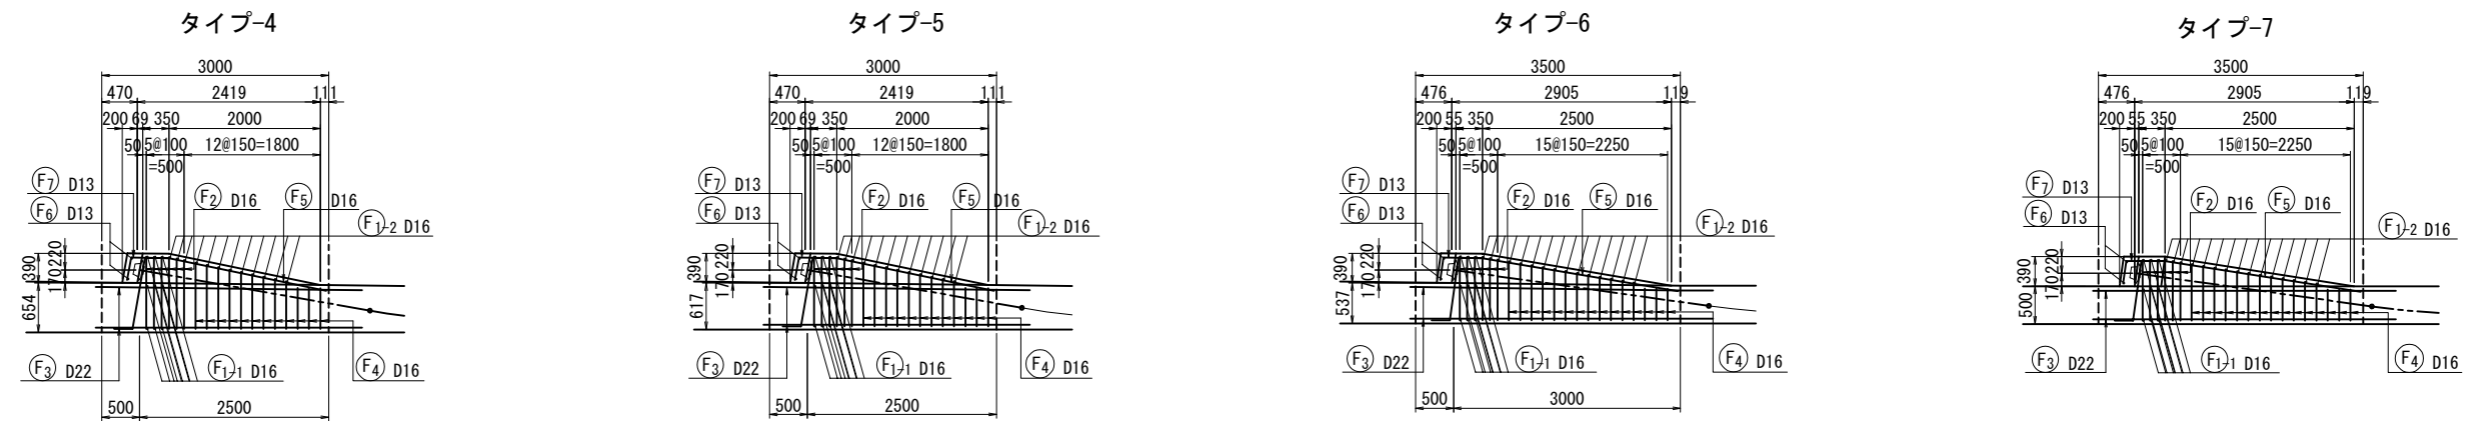 タイプ-4
3000
470 2419 111
200 69 350 2000
50 5@100 12@150=1800
=500
F7 D13
F2 D16 F5 D16
F6 D13
F1-2 D16
390 170 220
654
F3 D22
F1-1 D16
F4 D16
500 2500
タイプ-5
3000
470 2419 111
200 69 350 2000
50 5@100 12@150=1800
=500
F7 D13
F2 D16 F5 D16
F6 D13
F1-2 D16
390 170 220
617
F3 D22
F1-1 D16
F4 D16
500 2500
タイプ-6
3500
476 2905 119
200 55 350 2500
50 5@100 15@150=2250
=500
F7 D13
F2 D16 F5 D16
F6 D13
F1-2 D16
390 170 220
537
F3 D22
F1-1 D16
F4 D16
500 3000
タイプ-7
3500
476 2905 119
200 55 350 2500
50 5@100 15@150=2250
=500
F7 D13
F2 D16 F5 D16
F6 D13
F1-2 D16
390 170 220
500
F3 D22
F1-1 D16
F4 D16